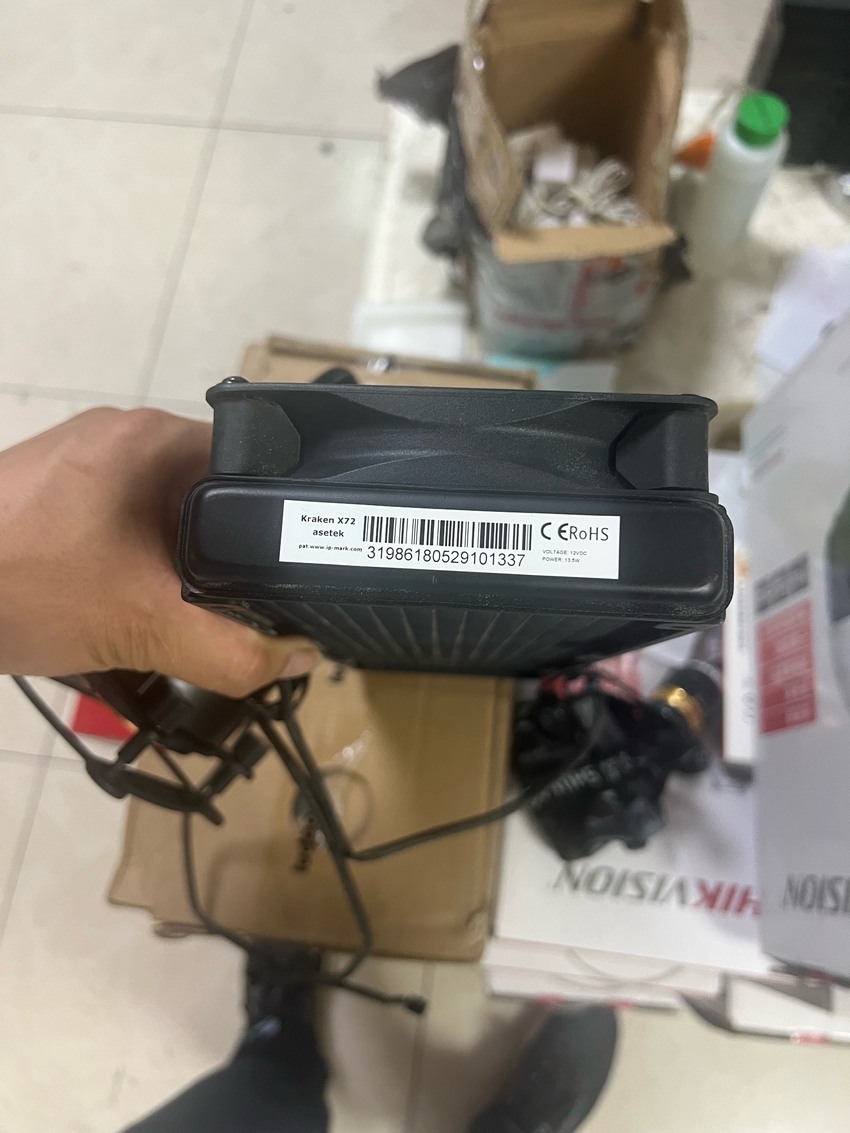 Kraken X72
asetek
pat.www.ip-mark.com
31986180529101337
CE RoHS
VOLTAGE: 12VDC
POWER: 13.5W
HIKVISION